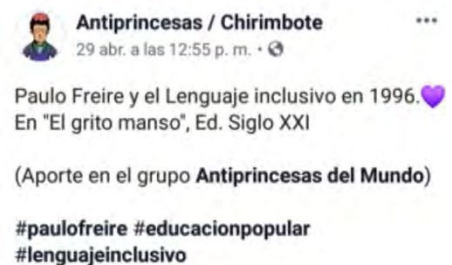 Antiprincesas / Chirimbote
29 abr. a las 12:55 p. m. •
Paulo Freire y el Lenguaje inclusivo en 1996.💜
En "El grito manso", Ed. Siglo XXI
(Aporte en el grupo Antiprincesas del Mundo)
#paulofreire #educacionpopular
#lenguajeinclusivo